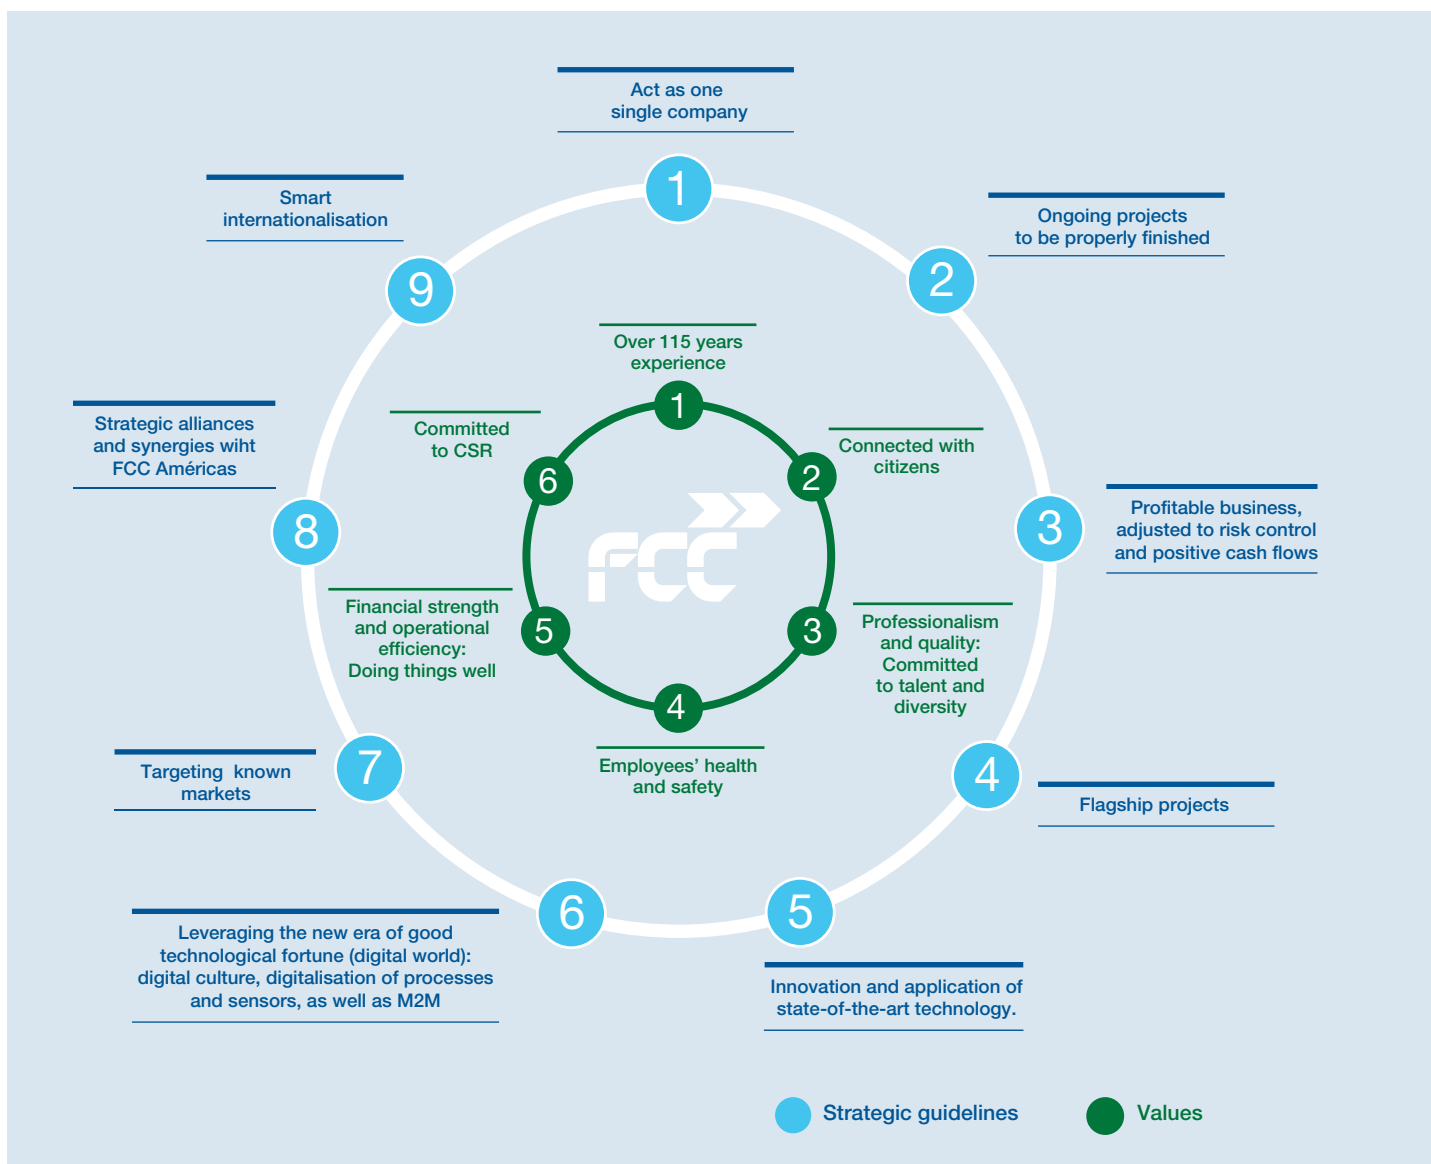 Act as one
single company
1
Ongoing projects
to be properly finished
2
Profitable business,
adjusted to risk control
and positive cash flows
3
Flagship projects
4
Innovation and application of
state-of-the-art technology.
5
Leveraging the new era of good
technological fortune (digital world):
digital culture, digitalisation of processes
and sensors, as well as M2M
6
Targeting known
markets
7
Strategic alliances
and synergies wiht
FCC Américas
8
Smart
internationalisation
9
Over 115 years
experience
1
Connected with
citizens
2
Professionalism
and quality:
Committed
to talent and
diversity
3
Employees’ health
and safety
4
Financial strength
and operational
efficiency:
Doing things well
5
Committed
to CSR
6
FCC
Strategic guidelines
Values